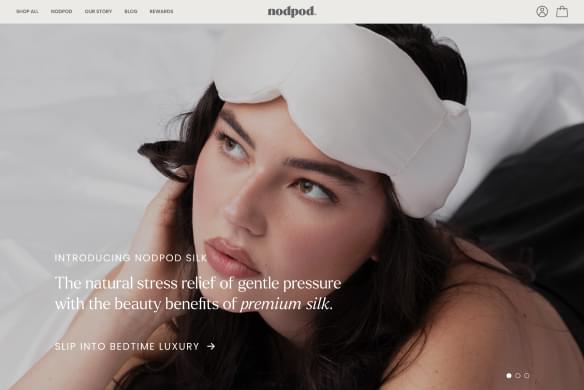 SHOP ALL NODPOD OUR STORY BLOG REWARDS nodpod.
INTRODUCING NODPOD SILK
The natural stress relief of gentle pressure
with the beauty benefits of premium silk.
SLIP INTO BEDTIME LUXURY →